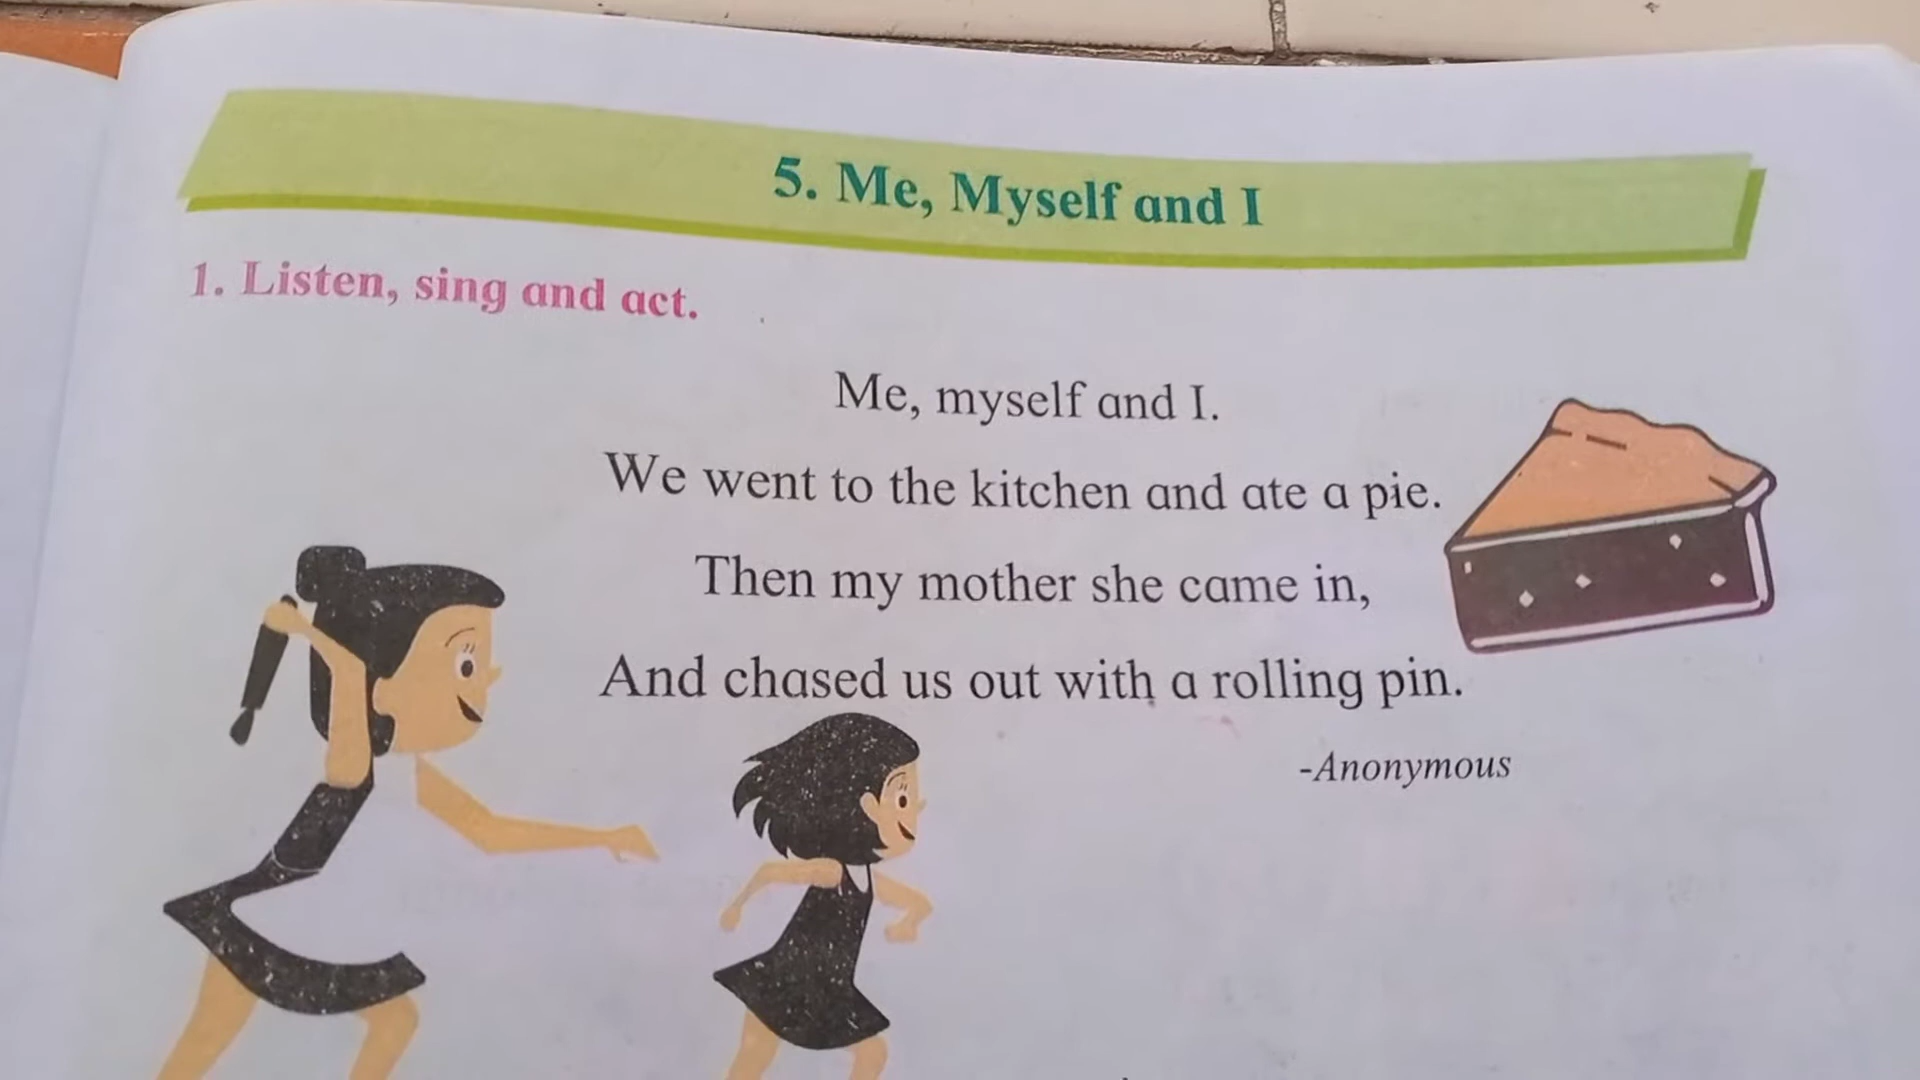 5. Me, Myself and I
1. Listen, sing and act.
Me, myself and I.
We went to the kitchen and ate a pie.
Then my mother she came in,
And chased us out with a rolling pin.
-Anonymous